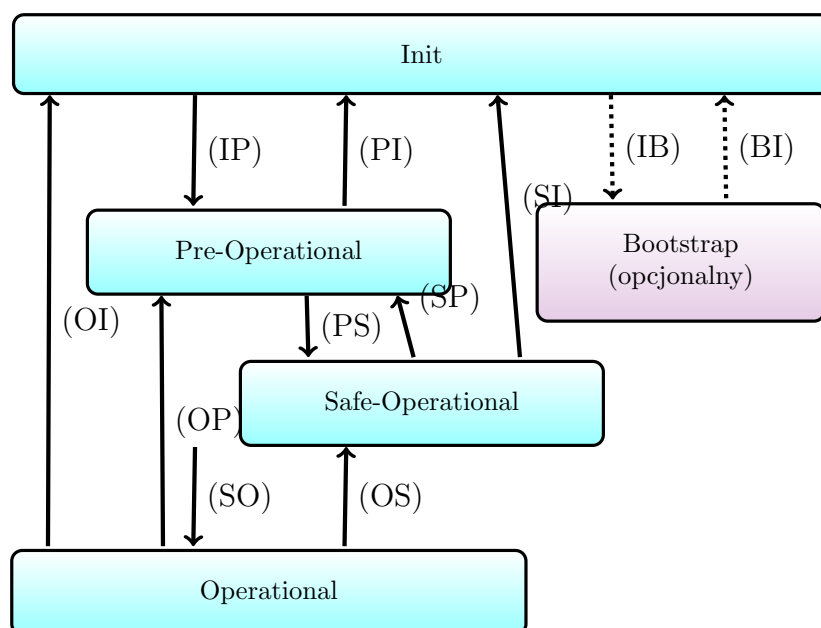 Init
(IP)
(PI)
(IB)
(BI)
(SI)
Pre-Operational
Bootstrap
(opcjonalny)
(SP)
(OI)
(PS)
Safe-Operational
(OP)
(SO)
(OS)
Operational